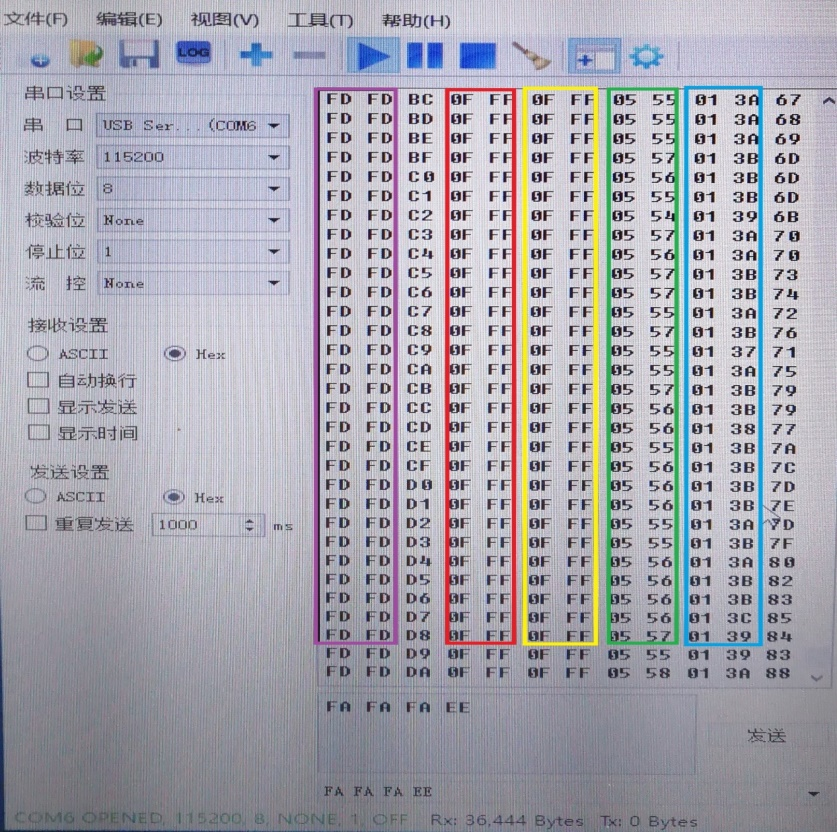 文件(F) 编辑(E) 视图(V) 工具(T) 帮助(H)
LOG
串口设置
串 口 USB Ser... (COM6
波特率 115200
数据位 8
校验位 None
停止位 1
流 控 None
接收设置
ASCII Hex
自动换行
显示发送
显示时间
发送设置
ASCII Hex
重复发送 1000 ms
FD FD BC 0F FF 0F FF 05 55 01 3A 67
FD FD BD 0F FF 0F FF 05 55 01 3A 68
FD FD BE 0F FF 0F FF 05 55 01 3A 69
FD FD BF 0F FF 0F FF 05 57 01 3B 6D
FD FD C0 0F FF 0F FF 05 56 01 3B 6D
FD FD C1 0F FF 0F FF 05 55 01 3B 6D
FD FD C2 0F FF 0F FF 05 54 01 39 6B
FD FD C3 0F FF 0F FF 05 57 01 3A 70
FD FD C4 0F FF 0F FF 05 56 01 3A 70
FD FD C5 0F FF 0F FF 05 57 01 3B 73
FD FD C6 0F FF 0F FF 05 57 01 3B 74
FD FD C7 0F FF 0F FF 05 55 01 3A 72
FD FD C8 0F FF 0F FF 05 57 01 3B 76
FD FD C9 0F FF 0F FF 05 55 01 37 71
FD FD CA 0F FF 0F FF 05 55 01 3A 75
FD FD CB 0F FF 0F FF 05 57 01 3B 79
FD FD CC 0F FF 0F FF 05 56 01 3B 79
FD FD CD 0F FF 0F FF 05 56 01 38 77
FD FD CE 0F FF 0F FF 05 55 01 3B 7A
FD FD CF 0F FF 0F FF 05 56 01 3B 7C
FD FD D0 0F FF 0F FF 05 56 01 3B 7D
FD FD D1 0F FF 0F FF 05 56 01 3B 7E
FD FD D2 0F FF 0F FF 05 55 01 3A 7D
FD FD D3 0F FF 0F FF 05 55 01 3B 7F
FD FD D4 0F FF 0F FF 05 56 01 3A 80
FD FD D5 0F FF 0F FF 05 56 01 3B 82
FD FD D6 0F FF 0F FF 05 56 01 3B 83
FD FD D7 0F FF 0F FF 05 56 01 3C 85
FD FD D8 0F FF 0F FF 05 57 01 39 84
FD FD D9 0F FF 0F FF 05 55 01 39 83
FD FD DA 0F FF 0F FF 05 58 01 3A 88
FA FA FA EE
发送
FA FA FA EE
COM6 OPENED, 115200, 8, NONE, 1, OFF Rx: 36,444 Bytes Tx: 0 Bytes